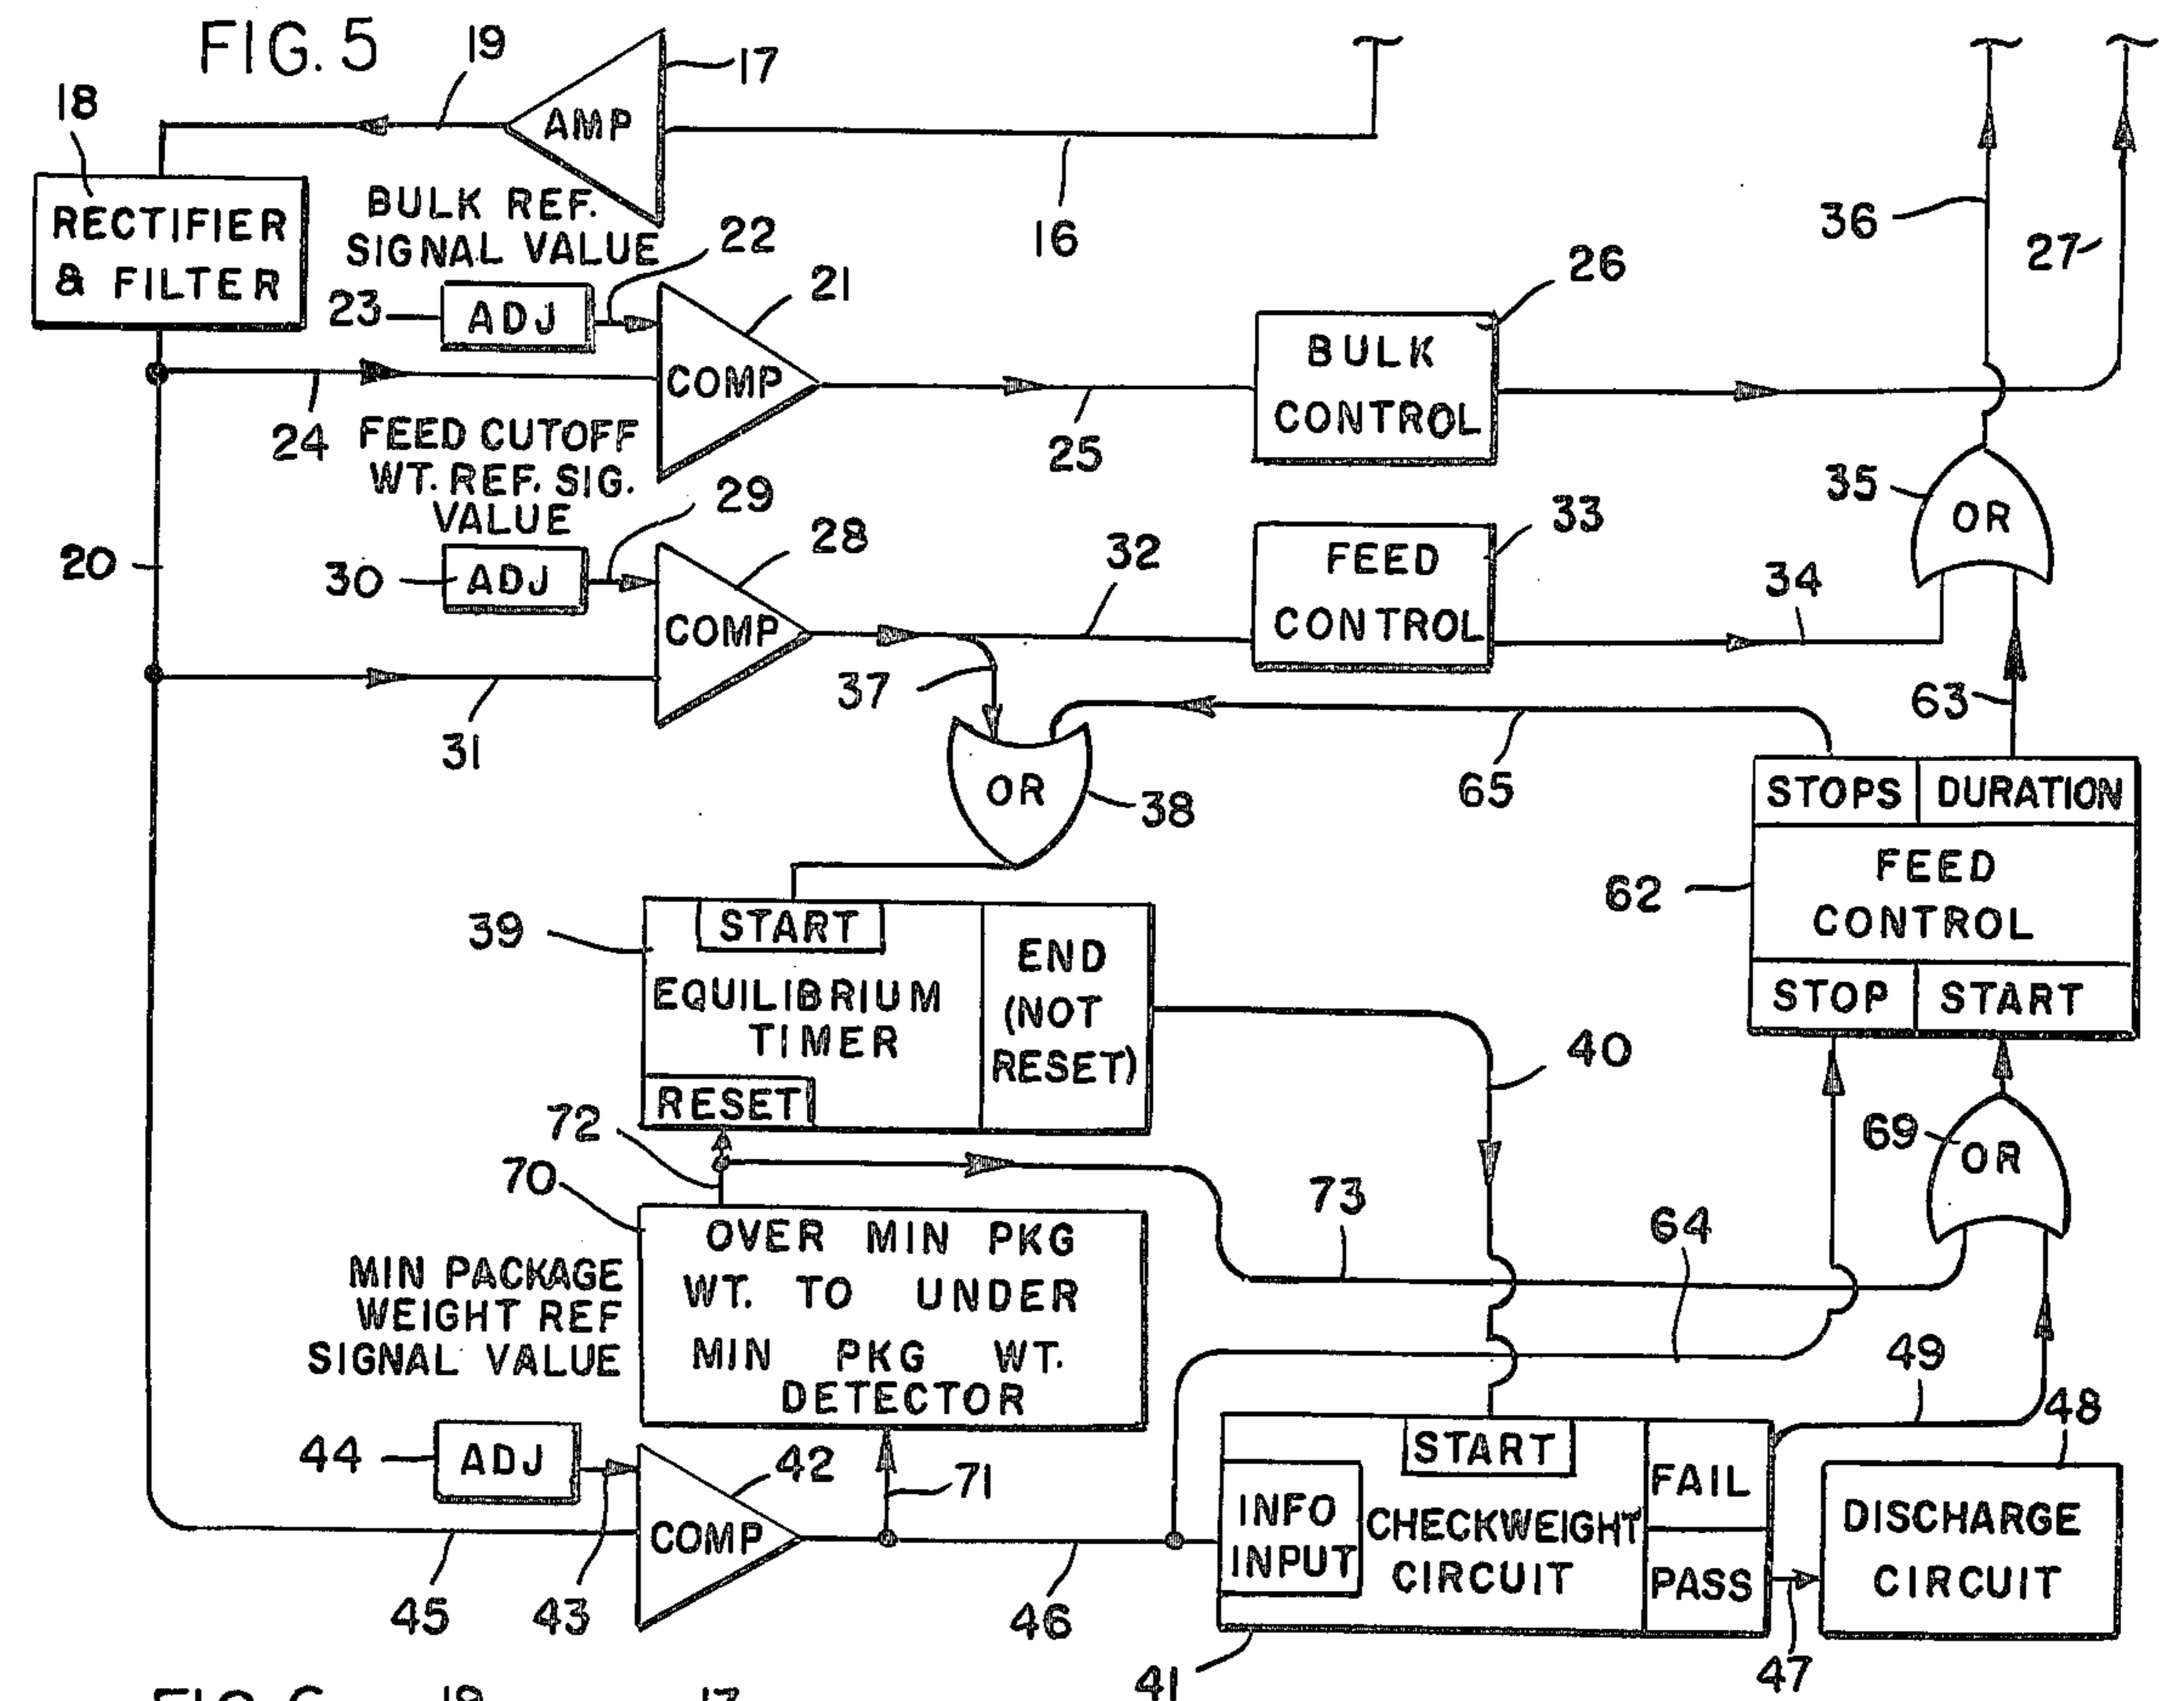 FIG. 5
19
17
18
AMP
RECTIFIER
& FILTER
BULK REF.
SIGNAL VALUE
22
16
36
27
23
ADJ
21
26
COMP
BULK
CONTROL
24
25
FEED CUTOFF
WT. REF. SIG.
VALUE
29
35
OR
20
30
ADJ
28
32
33
FEED
CONTROL
34
COMP
37
31
63
65
OR
38
STOPS
DURATION
FEED
CONTROL
62
STOP
START
39
START
EQUILIBRIUM
TIMER
END
(NOT
RESET)
RESET
40
72
69
OR
70
73
64
OVER MIN PKG
WT. TO UNDER
MIN PKG WT.
DETECTOR
MIN PACKAGE
WEIGHT REF
SIGNAL VALUE
49
48
44
ADJ
42
71
START
FAIL
INFO
INPUT
CHECKWEIGHT
CIRCUIT
PASS
DISCHARGE
CIRCUIT
COMP
45
43
46
41
47